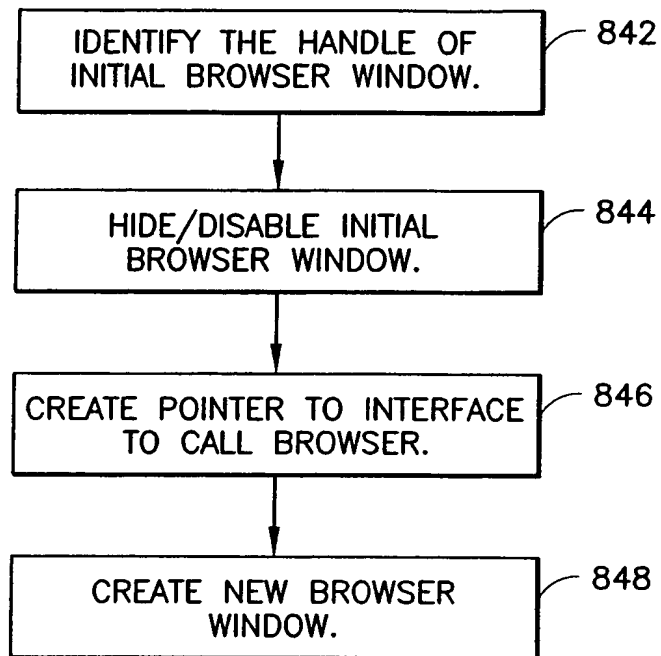 IDENTIFY THE HANDLE OF
INITIAL BROWSER WINDOW.
842
HIDE/DISABLE INITIAL
BROWSER WINDOW.
844
CREATE POINTER TO INTERFACE
TO CALL BROWSER.
846
CREATE NEW BROWSER
WINDOW.
848